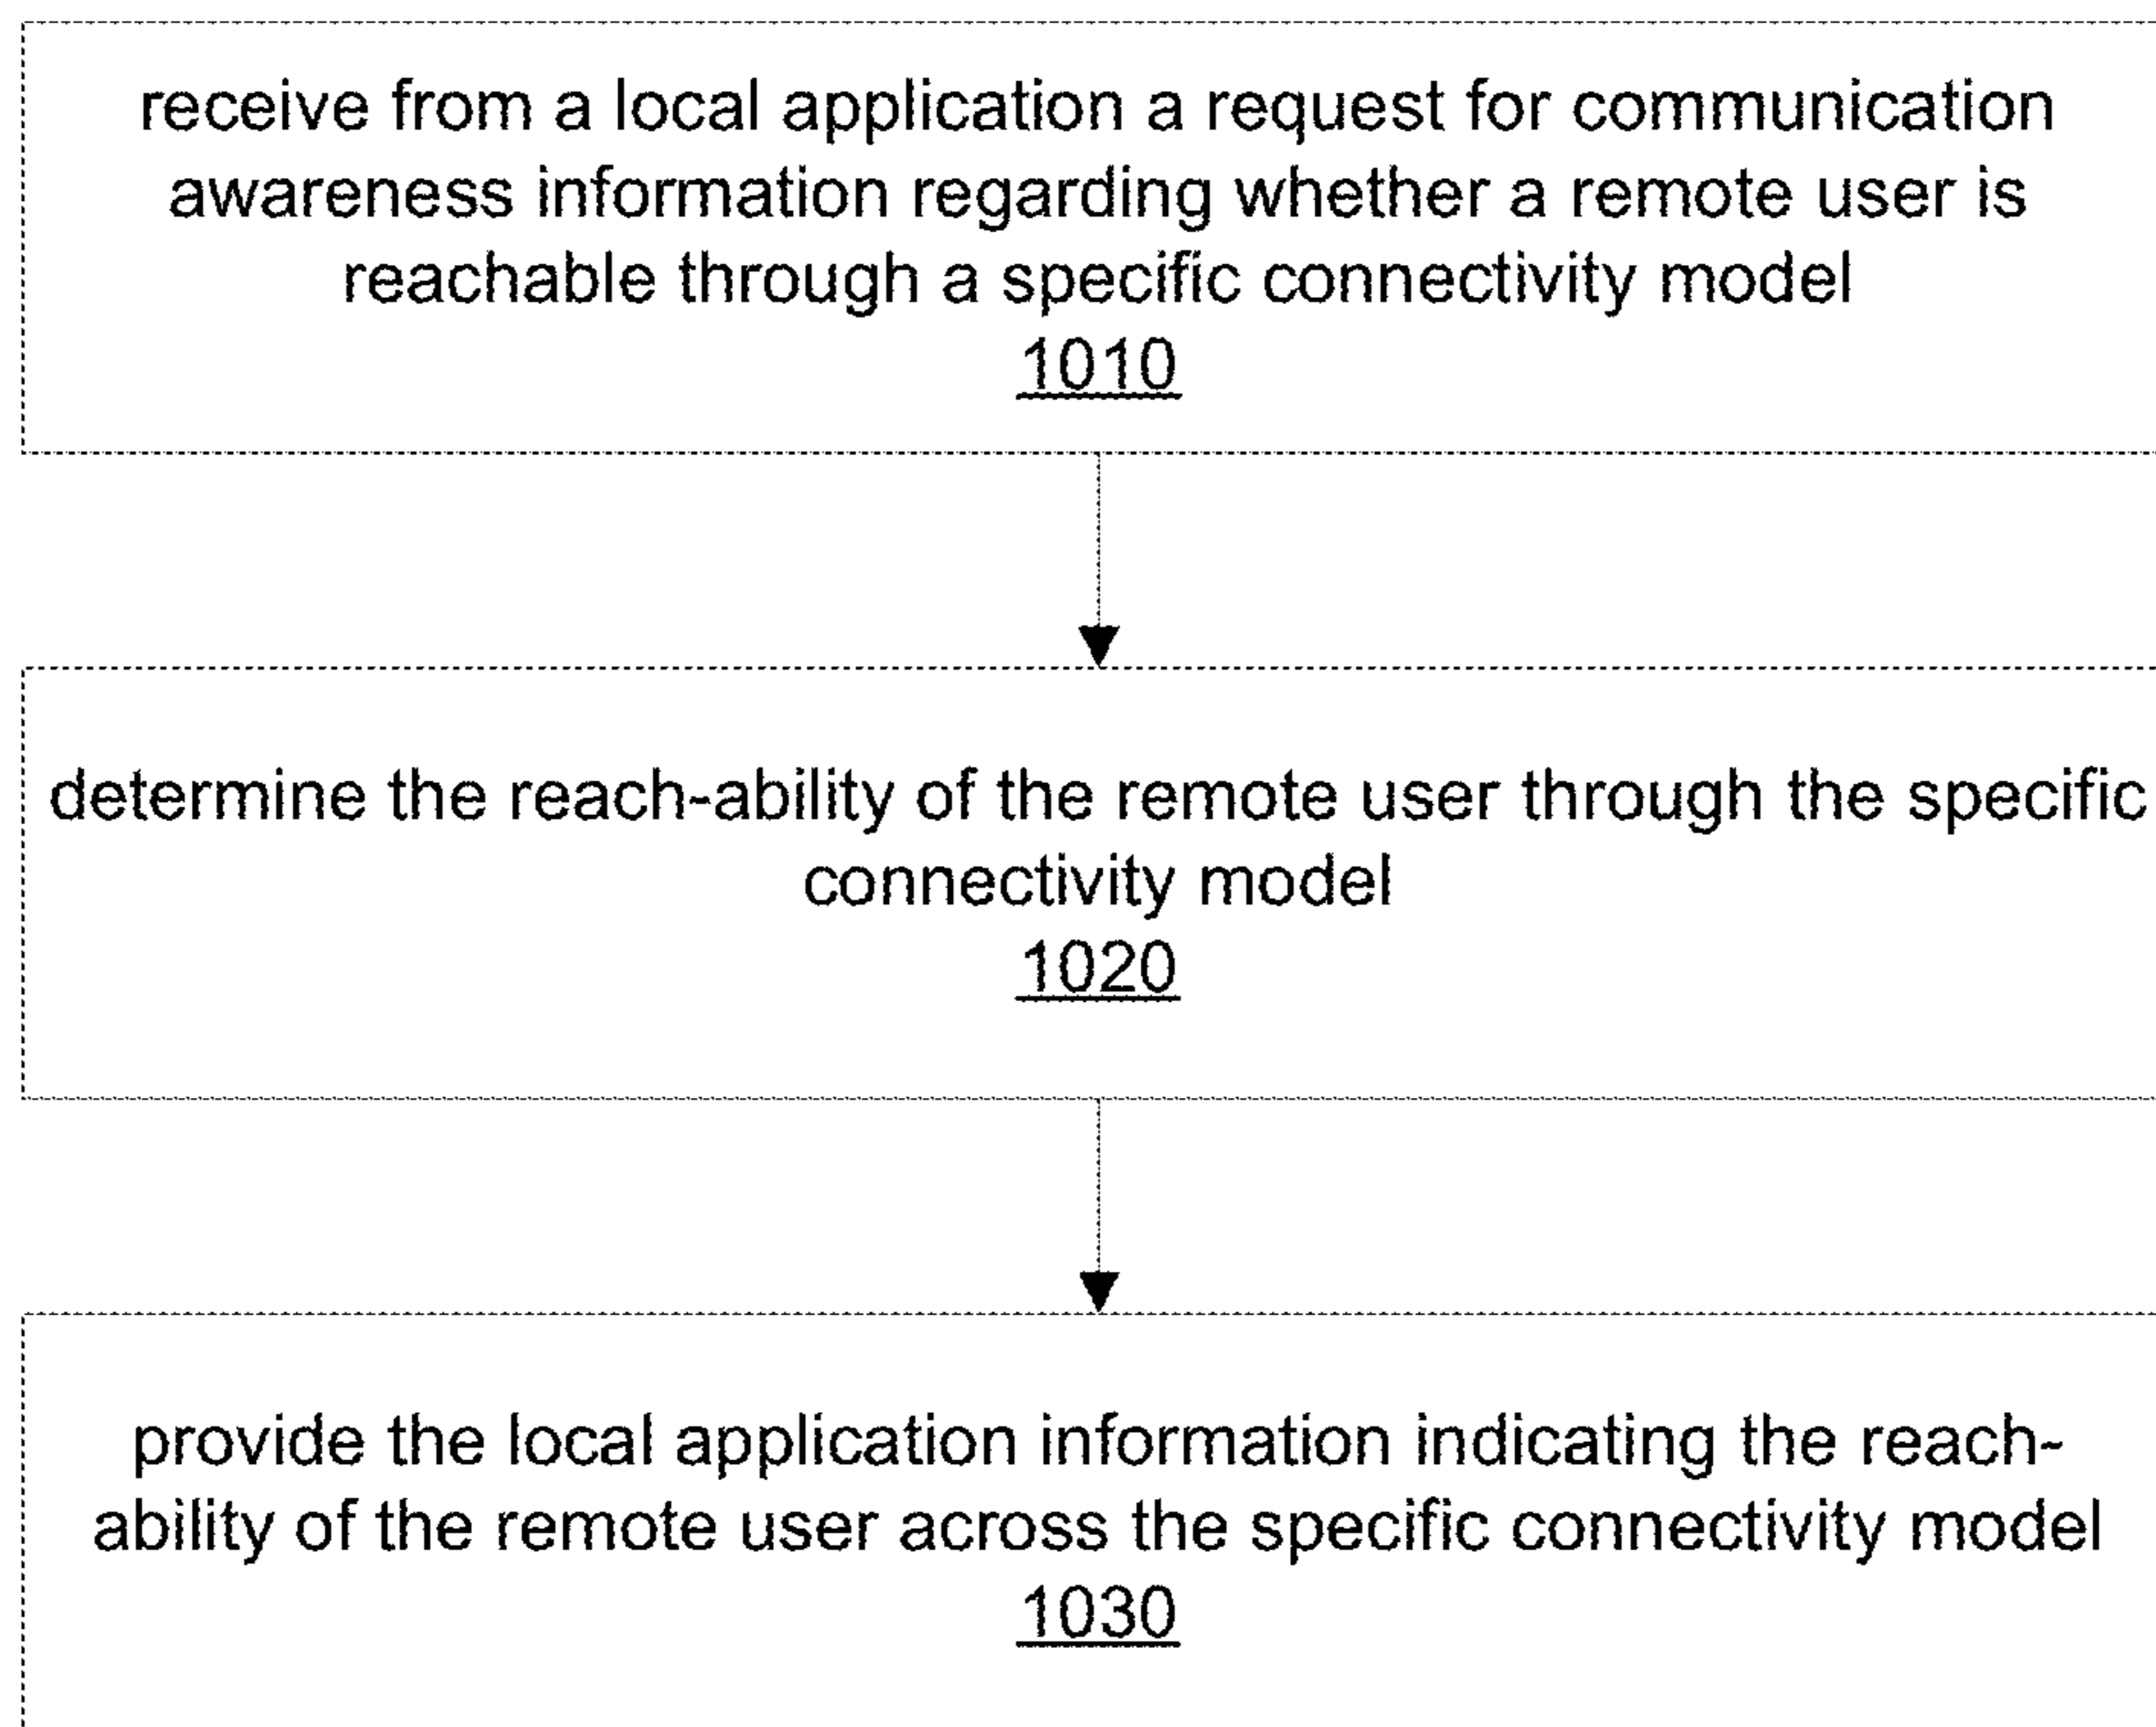 receive from a local application a request for communication
awareness information regarding whether a remote user is
reachable through a specific connectivity model
1010
determine the reach-ability of the remote user through the specific
connectivity model
1020
provide the local application information indicating the reach-
ability of the remote user across the specific connectivity model
1030